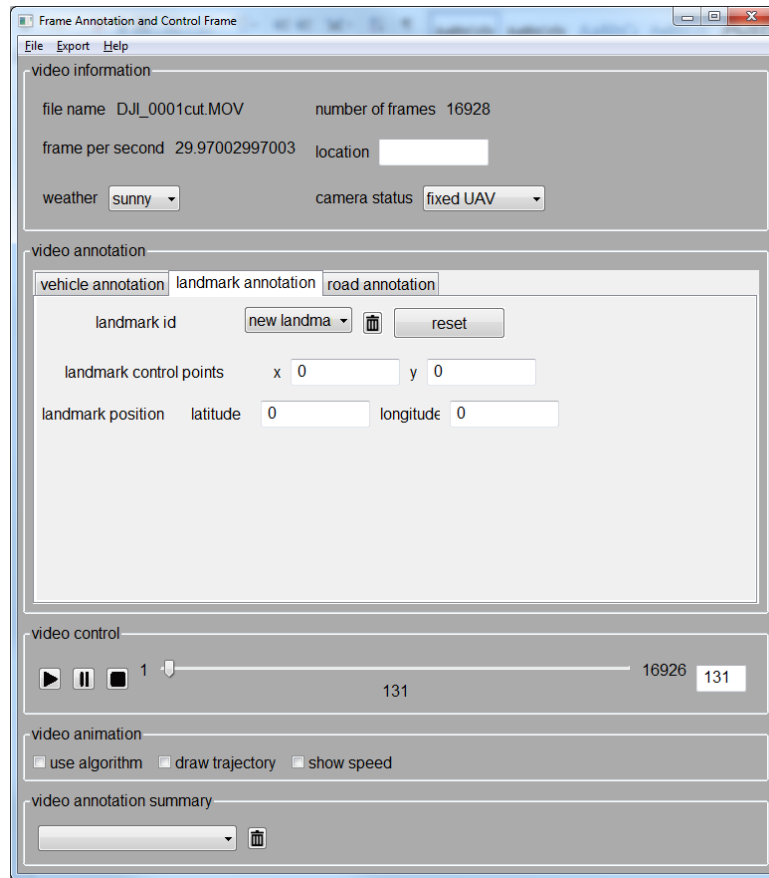 Frame Annotation and Control Frame
File Export Help
video information
file name DJI_0001cut.MOV number of frames 16928
frame per second 29.97002997003 location
weather sunny camera status fixed UAV
video annotation
vehicle annotation landmark annotation road annotation
landmark id new landma reset
landmark control points x 0 y 0
landmark position latitude 0 longitude 0
video control
1 16926 131
131
video animation
use algorithm draw trajectory show speed
video annotation summary